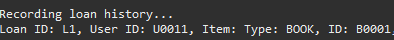 Recording loan history...
Loan ID: L1, User ID: U0011, Item: Type: BOOK, ID: B0001,